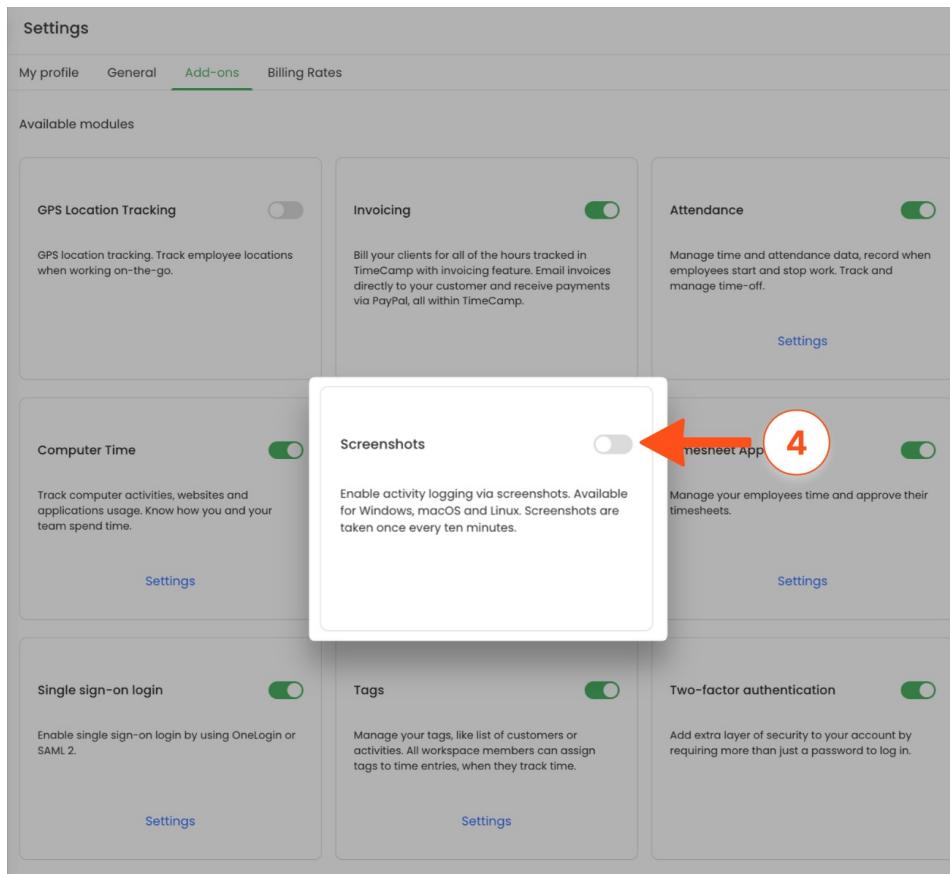 Settings
My profile
General
Add-ons
Billing Rates
Available modules
GPS Location Tracking
GPS location tracking. Track employee locations
when working on-the-go.
Invoicing
Bill your clients for all of the hours tracked in
TimeCamp with invoicing feature. Email invoices
directly to your customer and receive payments
via PayPal, all within TimeCamp.
Attendance
Manage time and attendance data, record when
employees start and stop work. Track and
manage time-off.
Settings
Computer Time
Track computer activities, websites and
applications usage. Know how you and your
team spend time.
Settings
Screenshots
Enable activity logging via screenshots. Available
for Windows, macOS and Linux. Screenshots are
taken once every ten minutes.
4
Manage your employees time and approve their
timesheets.
Settings
Single sign-on login
Enable single sign-on login by using OneLogin or
SAML 2.
Settings
Tags
Manage your tags, like list of customers or
activities. All workspace members can assign
tags to time entries, when they track time.
Settings
Two-factor authentication
Add extra layer of security to your account by
requiring more than just a password to log in.